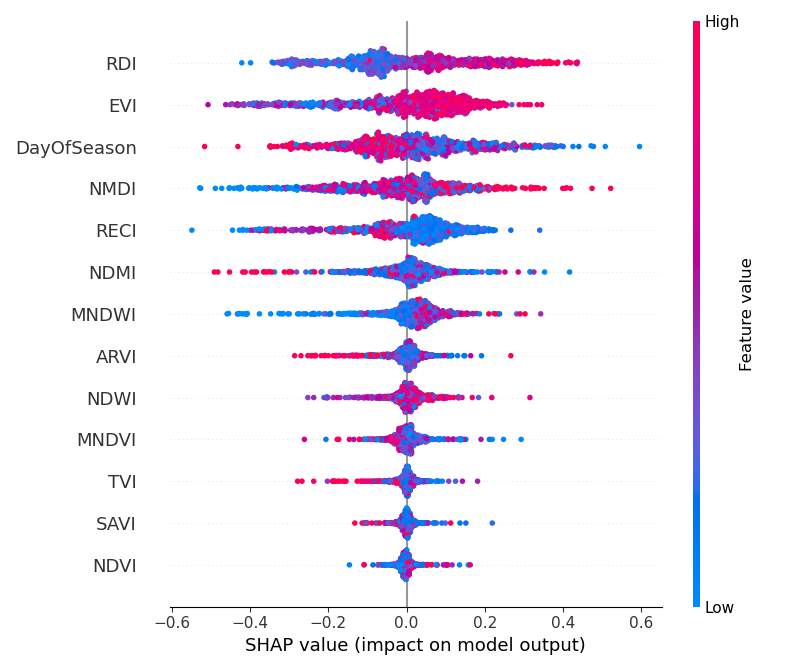 High
RDI
EVI
DayOfSeason
NMDI
RECI
NDMI
MNDWI
ARVI
NDWI
MNDVI
TVI
SAVI
NDVI
Feature value
Low
−0.6 −0.4 −0.2 0.0 0.2 0.4 0.6
SHAP value (impact on model output)